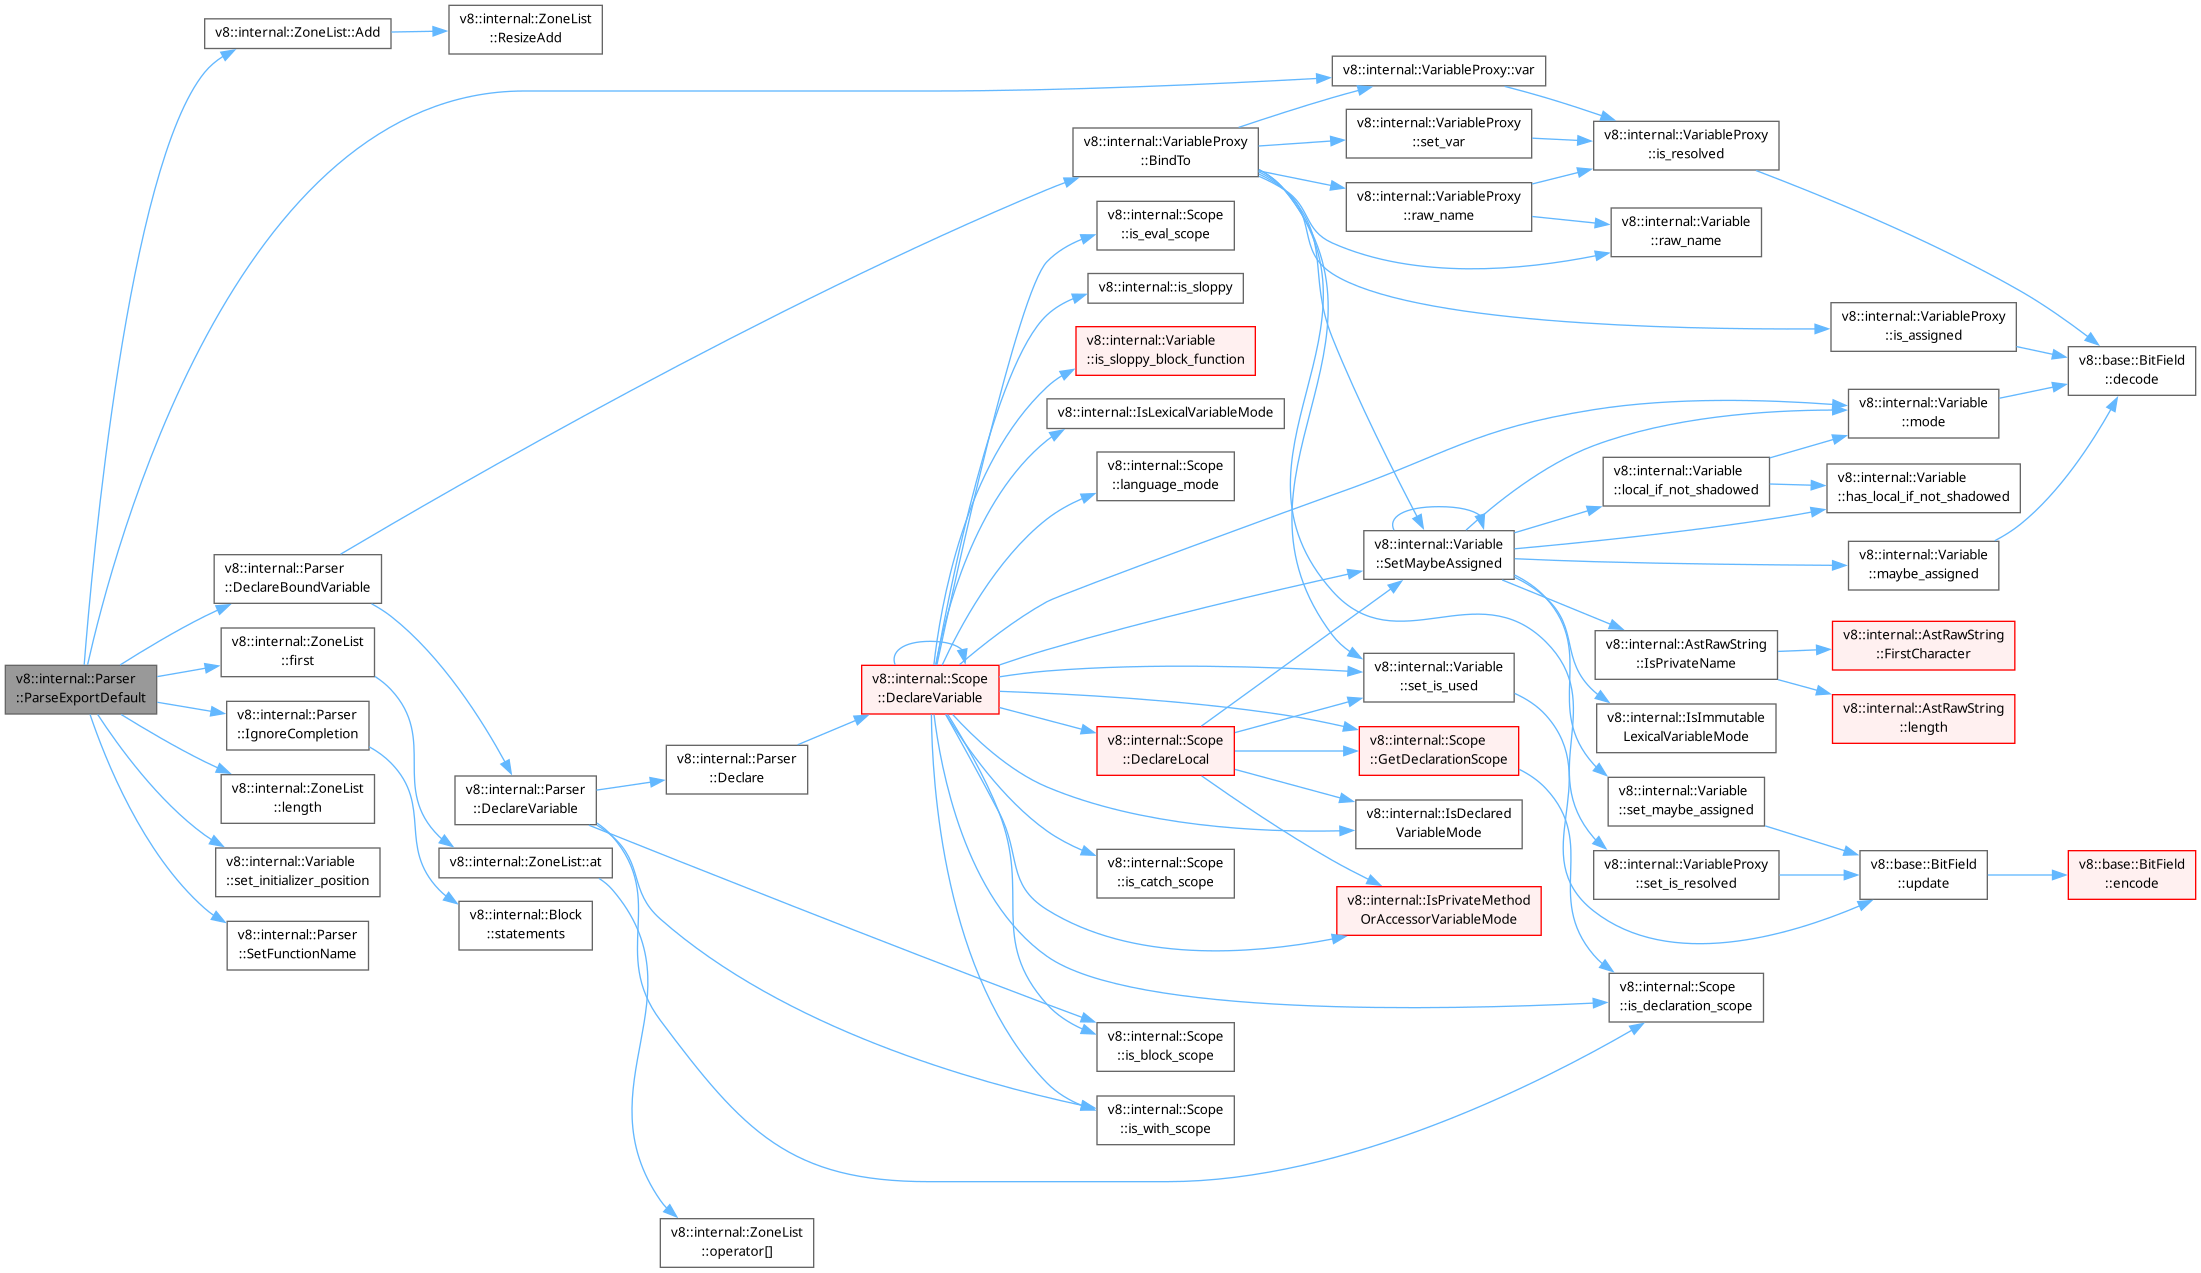 v8::internal::Parser
::ParseExportDefault
v8::internal::ZoneList::Add
v8::internal::ZoneList
::ResizeAdd
v8::internal::Parser
::DeclareBoundVariable
v8::internal::ZoneList
::first
v8::internal::Parser
::IgnoreCompletion
v8::internal::ZoneList
::length
v8::internal::Variable
::set_initializer_position
v8::internal::Parser
::SetFunctionName
v8::internal::Parser
::DeclareVariable
v8::internal::ZoneList::at
v8::internal::Block
::statements
v8::internal::Parser
::Declare
v8::internal::ZoneList
::operator[]
v8::internal::Scope
::DeclareVariable
v8::internal::VariableProxy
::BindTo
v8::internal::Scope
::is_eval_scope
v8::internal::is_sloppy
v8::internal::Variable
::is_sloppy_block_function
v8::internal::IsLexicalVariableMode
v8::internal::Scope
::language_mode
v8::internal::Scope
::DeclareLocal
v8::internal::Scope
::is_catch_scope
v8::internal::Scope
::is_block_scope
v8::internal::Scope
::is_with_scope
v8::internal::VariableProxy::var
v8::internal::VariableProxy
::set_var
v8::internal::VariableProxy
::raw_name
v8::internal::Variable
::SetMaybeAssigned
v8::internal::Variable
::set_is_used
v8::internal::Scope
::GetDeclarationScope
v8::internal::IsDeclared
VariableMode
v8::internal::IsPrivateMethod
OrAccessorVariableMode
v8::internal::VariableProxy
::is_resolved
v8::internal::Variable
::raw_name
v8::internal::Variable
::local_if_not_shadowed
v8::internal::AstRawString
::IsPrivateName
v8::internal::IsImmutable
LexicalVariableMode
v8::internal::Variable
::set_maybe_assigned
v8::internal::VariableProxy
::set_is_resolved
v8::internal::Scope
::is_declaration_scope
v8::internal::VariableProxy
::is_assigned
v8::internal::Variable
::mode
v8::internal::Variable
::has_local_if_not_shadowed
v8::internal::Variable
::maybe_assigned
v8::internal::AstRawString
::FirstCharacter
v8::internal::AstRawString
::length
v8::base::BitField
::update
v8::base::BitField
::decode
v8::base::BitField
::encode